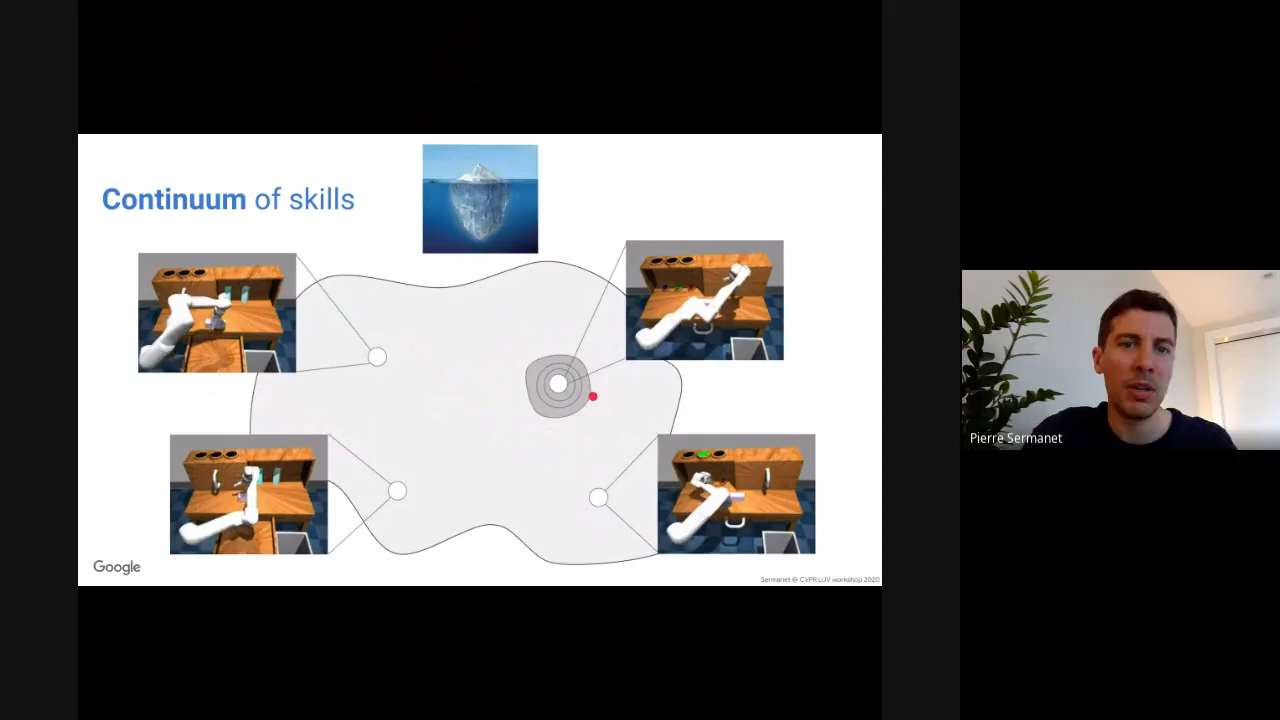 Continuum of skills
Google
Sermanet @ CVPR LUV workshop 2020
Pierre Sermanet